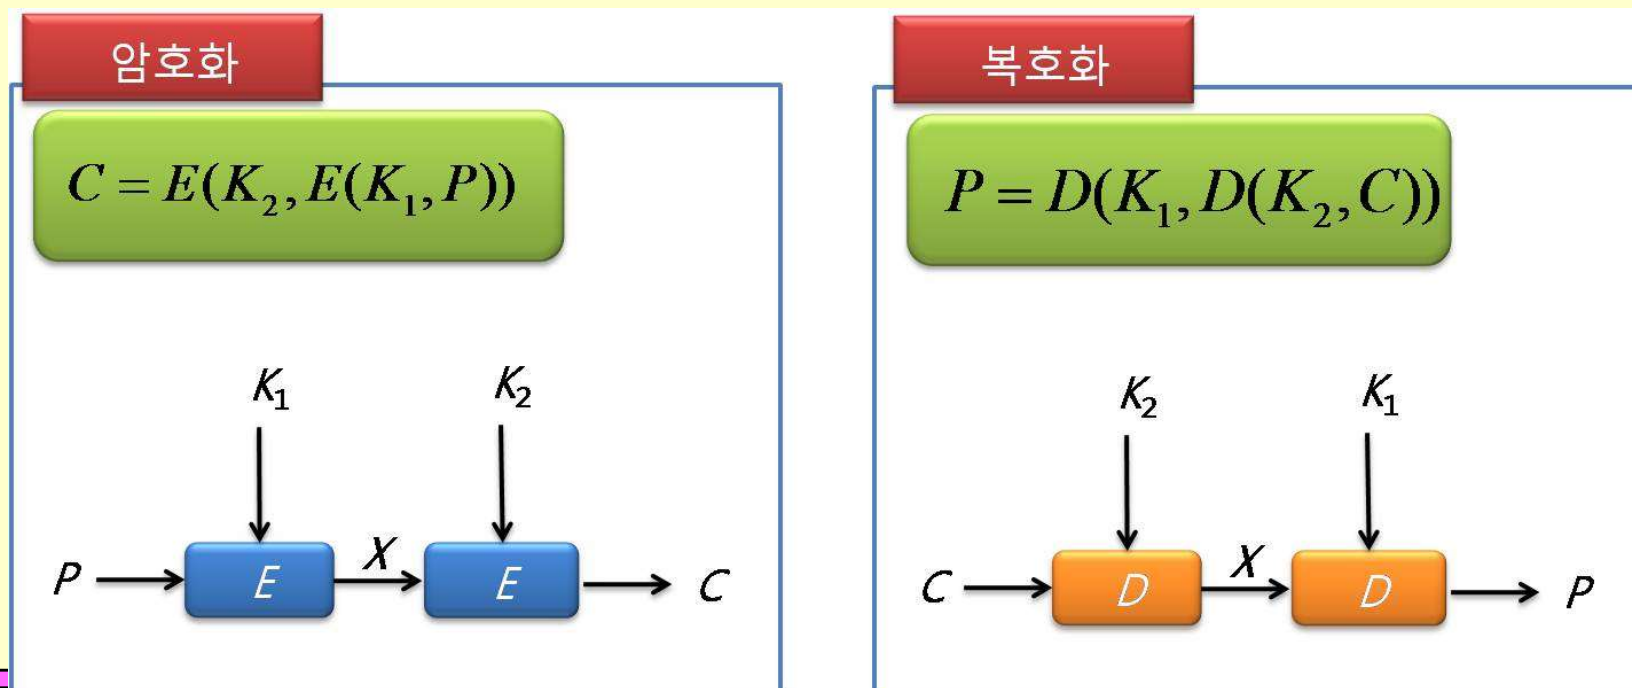 암호화
C = E(K₂, E(K₁, P))
K₁
K₂
P
E
X
E
C
복호화
P = D(K₁, D(K₂, C))
K₂
K₁
C
D
X
D
P